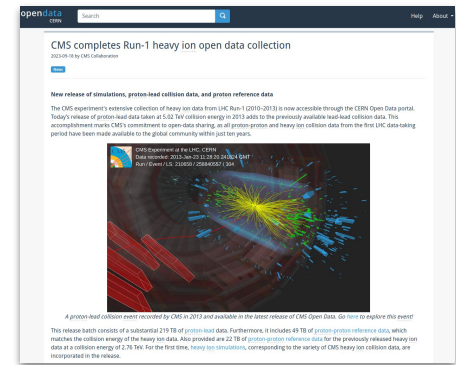 opendata
CERN
Search
Help About
CMS completes Run-1 heavy ion open data collection
2023-09-18 by CMS Collaboration
News
New release of simulations, proton-lead collision data, and proton reference data
The CMS experiment's extensive collection of heavy ion data from LHC Run-1 (2010–2013) is now accessible through the CERN Open Data portal.
Today's release of proton-lead data taken at 5.02 TV collision energy in 2013 adds to the previously available lead-lead collision data. This
accomplishment marks CMS's commitment to open-data sharing, as all proton-proton and heavy ion collision data from the first LHC data-taking
period have been made available to the global community within just ten years.
CMS Experiment at the LHC, CERN
Data recorded: 2013-Jan-23 11:28:20 GMT
Run / Event / LS: 210658 / 258840557 / 304
A proton-lead collision event recorded by CMS in 2013 and available in the latest release of CMS Open Data. Go here to explore this event!
This release batch consists of a substantial 219 TB of proton-lead data. Furthermore, it includes 49 TB of proton-proton reference data, which
matches the collision energy of the heavy ion data. Also provided are 22 TB of proton-proton reference data for the previously released heavy ion
data at a collision energy of 2.76 TeV. For the first time, heavy ion simulations, corresponding to the variety of CMS heavy ion collision data, are
incorporated in the release.